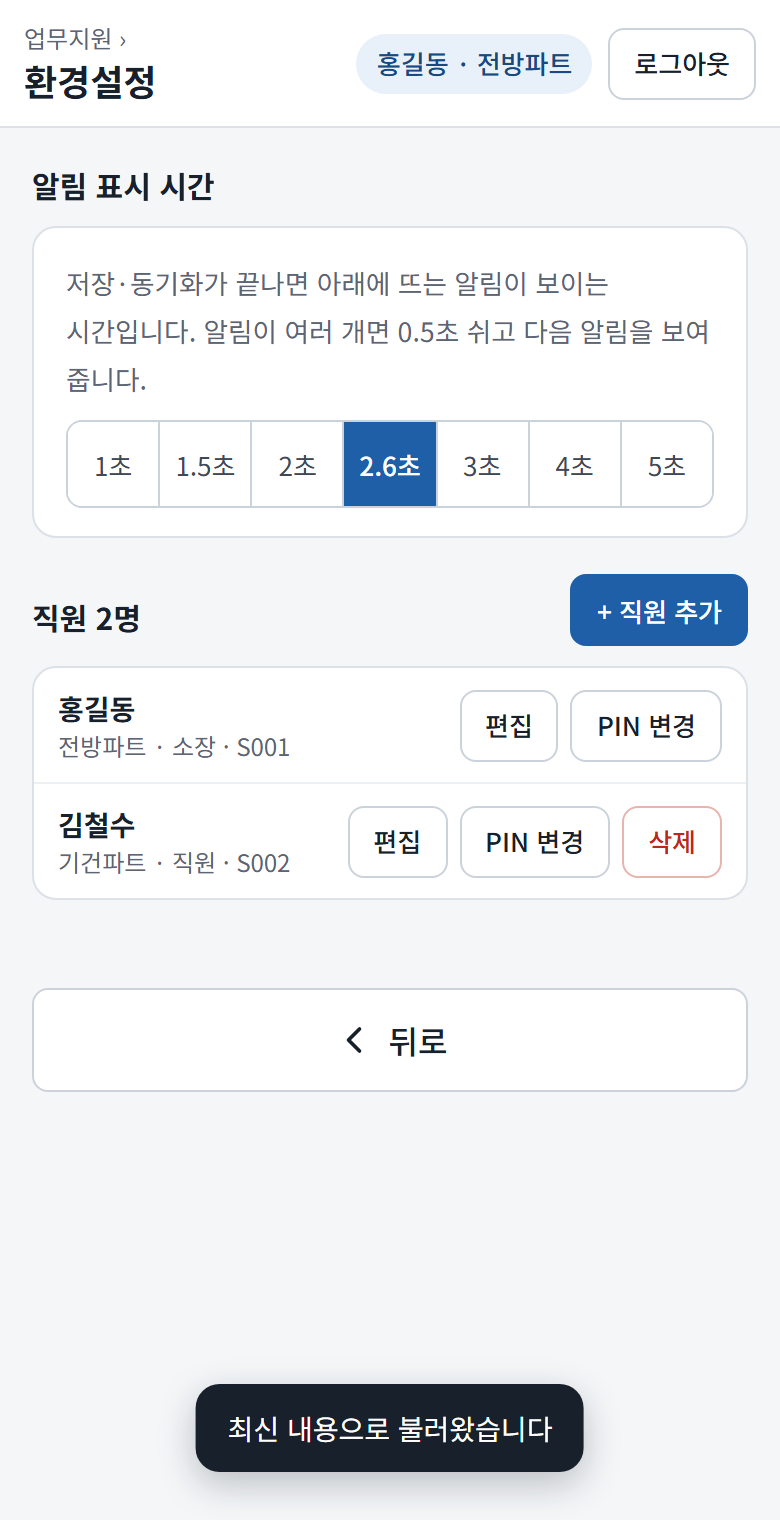 업무지원 ›
환경설정
홍길동 · 전방파트
로그아웃
알림 표시 시간
저장·동기화가 끝나면 아래에 뜨는 알림이 보이는
시간입니다. 알림이 여러 개면 0.5초 쉬고 다음 알림을 보여
줍니다.
1초 1.5초 2초 2.6초 3초 4초 5초
직원 2명
+ 직원 추가
홍길동
전방파트 · 소장 · S001
편집 PIN 변경
김철수
기건파트 · 직원 · S002
편집 PIN 변경 삭제
뒤로
최신 내용으로 불러왔습니다